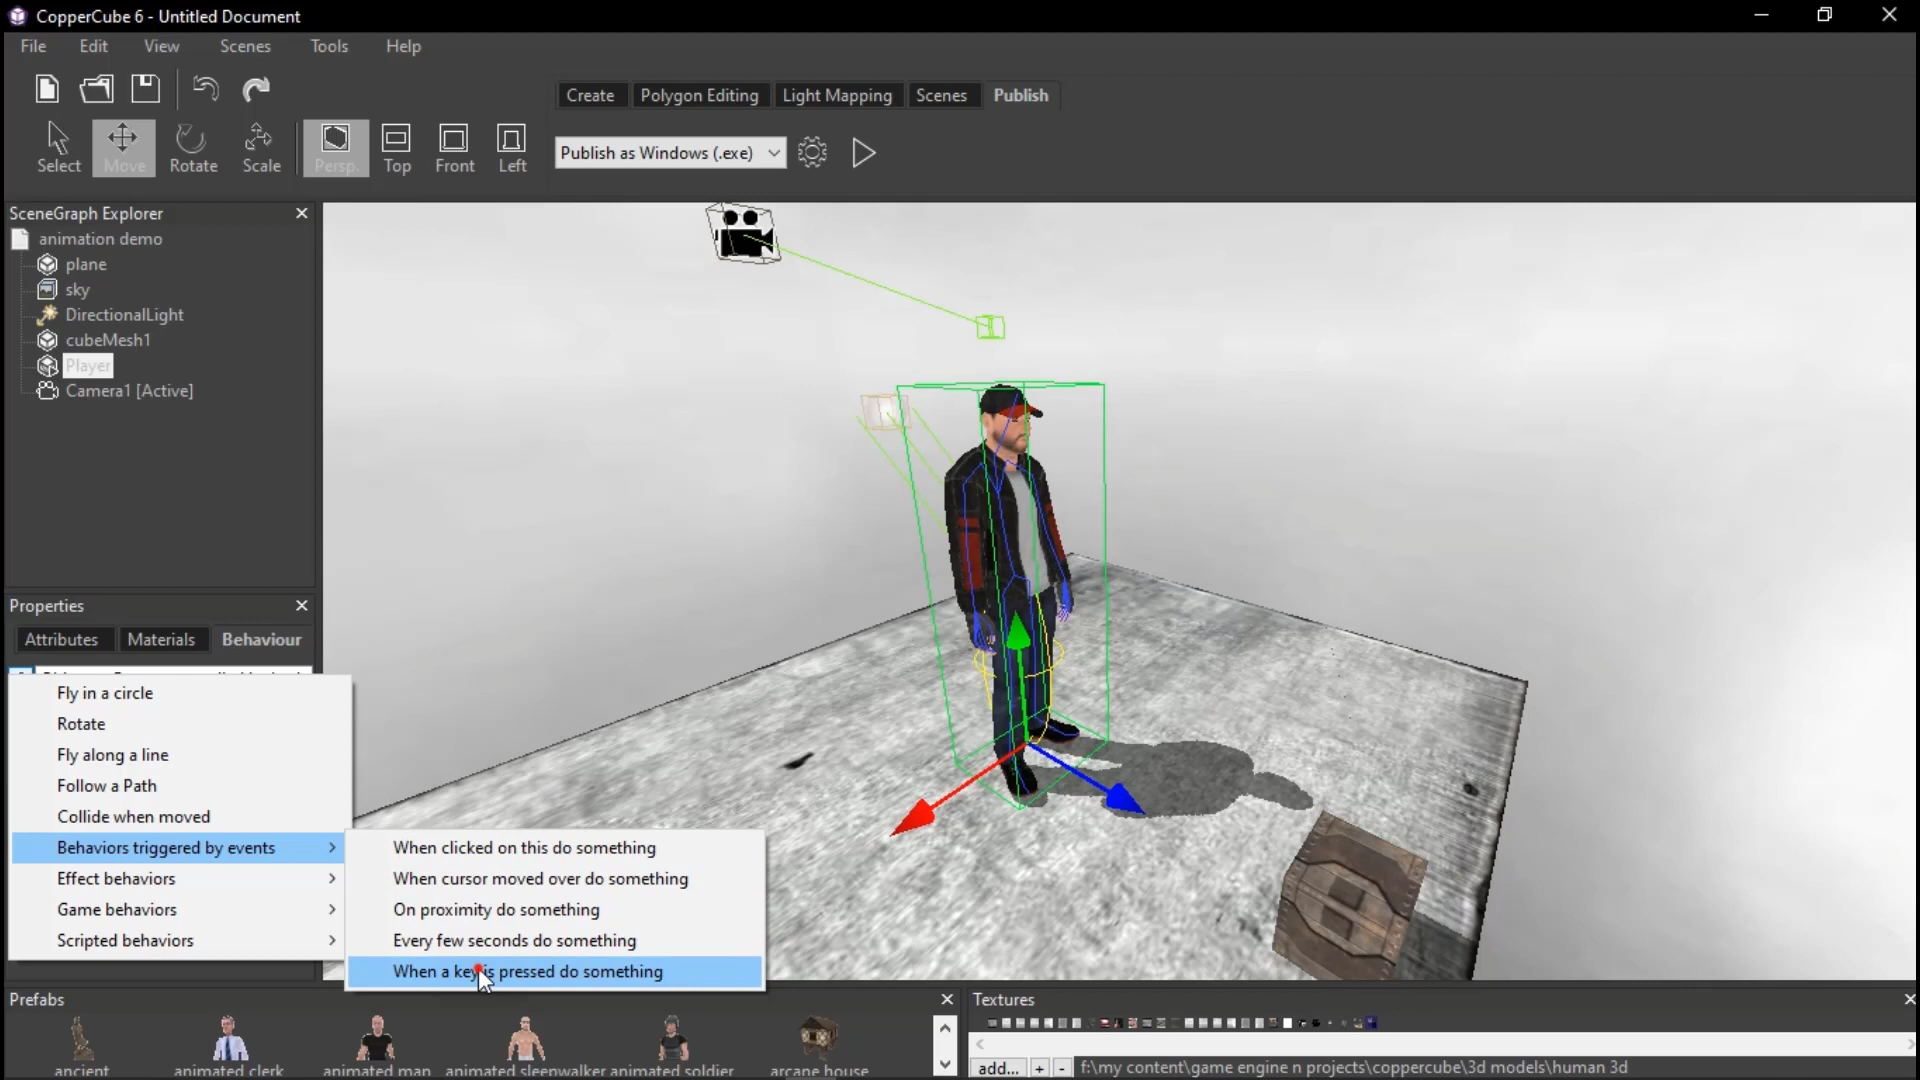 CopperCube 6 - Untitled Document
File Edit View Scenes Tools Help
Create Polygon Editing Light Mapping Scenes Publish
Select Move Rotate Scale Persp. Top Front Left
Publish as Windows (.exe)
SceneGraph Explorer
animation demo
plane
sky
DirectionalLight
cubeMesh1
Player
Camera1 [Active]
Properties
Attributes Materials Behaviour
Fly in a circle
Rotate
Fly along a line
Follow a Path
Collide when moved
Behaviors triggered by events
Effect behaviors
Game behaviors
Scripted behaviors
When clicked on this do something
When cursor moved over do something
On proximity do something
Every few seconds do something
When a key is pressed do something
Prefabs
ancient animated clerk animated man animated sleepwalker animated soldier arcane house
Textures
add... + - f:\my content\game engine n projects\coppercube\3d models\human 3d